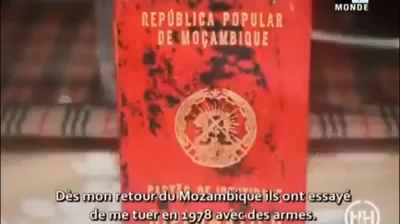 MONDE
REPÚBLICA POPULAR
DE MOÇAMBIQUE
Dès mon retour du Mozambique ils ont essayé
de me tuer en 1978 avec des armes.
HH